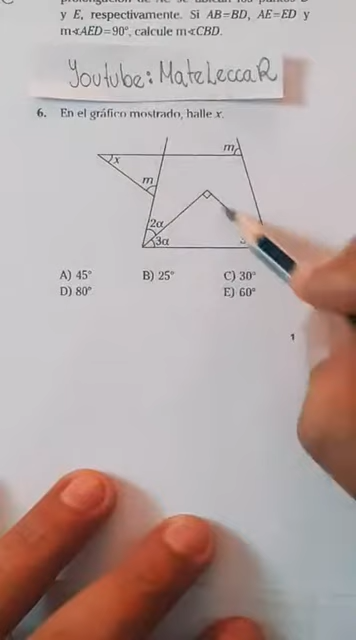 y E, respectivamente. Si AB=BD, AE=ED y
m∢AED=90°, calcule m∢CBD.
Youtube: MateLeccaR
6. En el gráfico mostrado, halle x.
m
x
m
2α
3α
A) 45° B) 25° C) 30°
D) 80° E) 60°
1